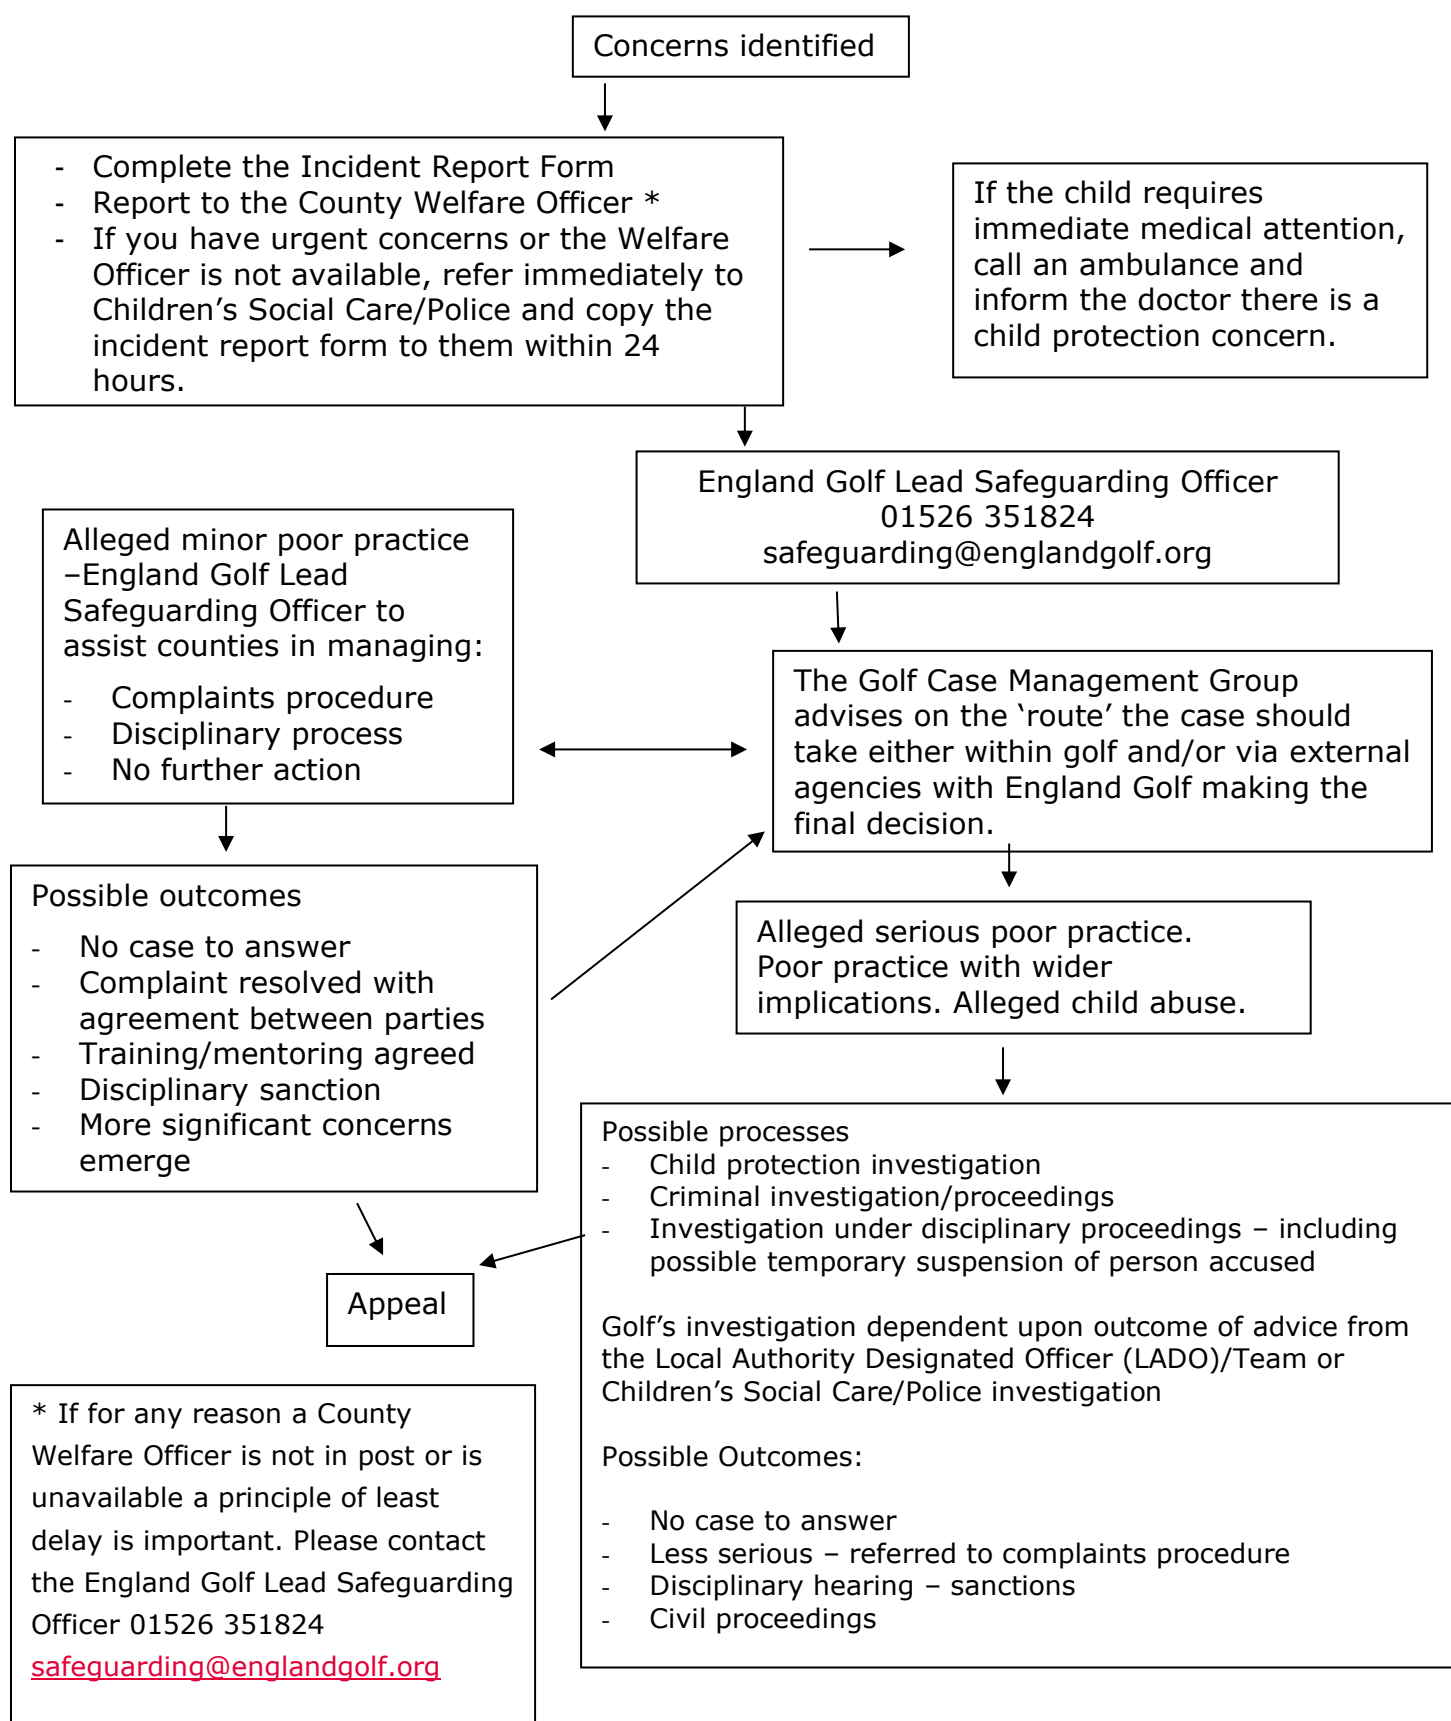 Concerns identified
- Complete the Incident Report Form
- Report to the County Welfare Officer *
- If you have urgent concerns or the Welfare
Officer is not available, refer immediately to
Children’s Social Care/Police and copy the
incident report form to them within 24
hours.
If the child requires
immediate medical attention,
call an ambulance and
inform the doctor there is a
child protection concern.
England Golf Lead Safeguarding Officer
01526 351824
safeguarding@englandgolf.org
Alleged minor poor practice
–England Golf Lead
Safeguarding Officer to
assist counties in managing:
- Complaints procedure
- Disciplinary process
- No further action
The Golf Case Management Group
advises on the ‘route’ the case should
take either within golf and/or via external
agencies with England Golf making the
final decision.
Possible outcomes
- No case to answer
- Complaint resolved with
agreement between parties
- Training/mentoring agreed
- Disciplinary sanction
- More significant concerns
emerge
Alleged serious poor practice.
Poor practice with wider
implications. Alleged child abuse.
Possible processes
- Child protection investigation
- Criminal investigation/proceedings
- Investigation under disciplinary proceedings – including
possible temporary suspension of person accused
Golf’s investigation dependent upon outcome of advice from
the Local Authority Designated Officer (LADO)/Team or
Children’s Social Care/Police investigation
Possible Outcomes:
- No case to answer
- Less serious – referred to complaints procedure
- Disciplinary hearing – sanctions
- Civil proceedings
Appeal
* If for any reason a County
Welfare Officer is not in post or is
unavailable a principle of least
delay is important. Please contact
the England Golf Lead Safeguarding
Officer 01526 351824
safeguarding@englandgolf.org